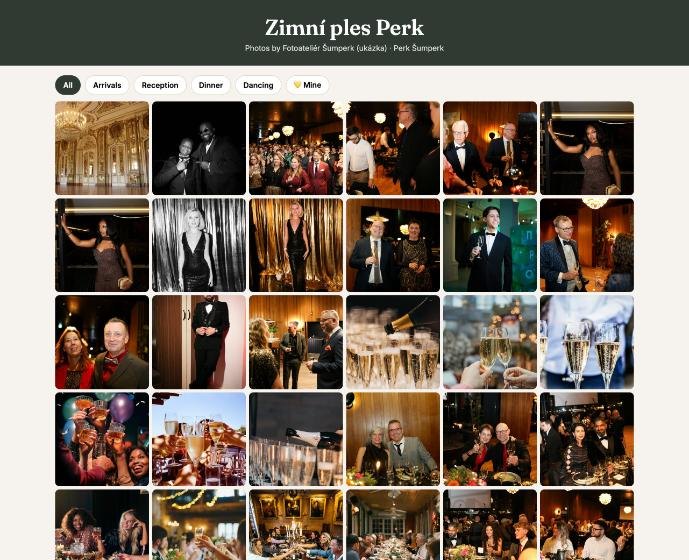 Zimní ples Perk
Photos by Fotoateliér Šumperk (ukázka) · Perk Šumperk
All
Arrivals
Reception
Dinner
Dancing
💛 Mine